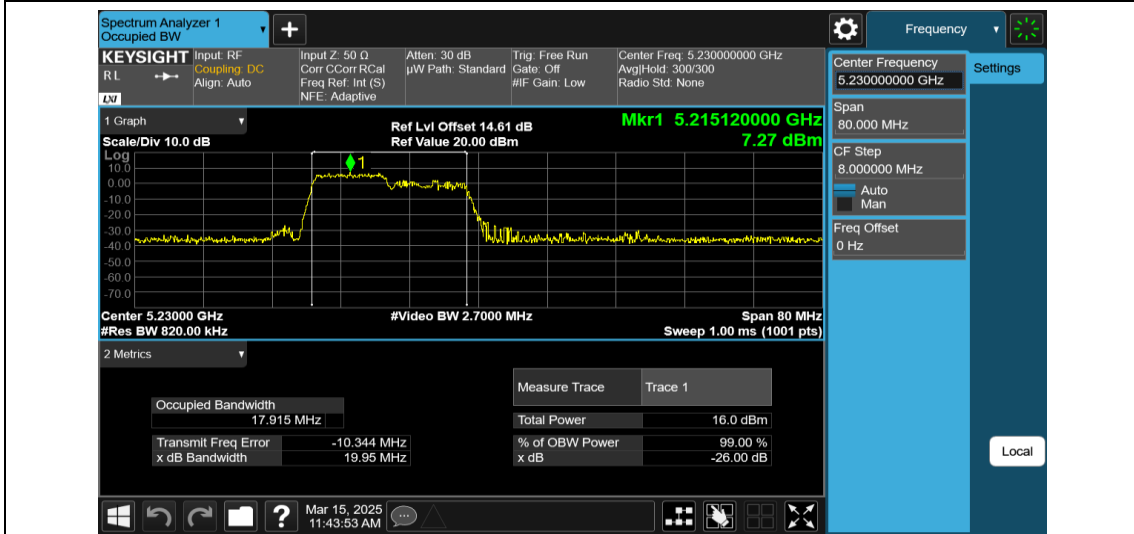 Spectrum Analyzer 1
Occupied BW
+
Frequency
KEYSIGHT
R L
LXI
Input: RF
Coupling: DC
Align: Auto
Input Z: 50 Ω
Corr CCorr RCal
Freq Ref: Int (S)
NFE: Adaptive
Atten: 30 dB
µW Path: Standard
Trig: Free Run
Gate: Off
#IF Gain: Low
Center Freq: 5.230000000 GHz
Avg|Hold: 300/300
Radio Std: None
Center Frequency
5.230000000 GHz
Settings
Span
80.000 MHz
CF Step
8.000000 MHz
Auto
Man
Freq Offset
0 Hz
1 Graph
Scale/Div 10.0 dB
Ref Lvl Offset 14.61 dB
Ref Value 20.00 dBm
Mkr1 5.215120000 GHz
7.27 dBm
Log
1
10.0
0.00
-10.0
-20.0
-30.0
-40.0
-50.0
-60.0
-70.0
Center 5.23000 GHz
#Res BW 820.00 kHz
#Video BW 2.7000 MHz
Span 80 MHz
Sweep 1.00 ms (1001 pts)
2 Metrics
Measure Trace Trace 1
Occupied Bandwidth
17.915 MHz
Total Power 16.0 dBm
Transmit Freq Error -10.344 MHz
% of OBW Power 99.00 %
x dB Bandwidth 19.95 MHz
x dB -26.00 dB
Local
?
Mar 15, 2025
11:43:53 AM